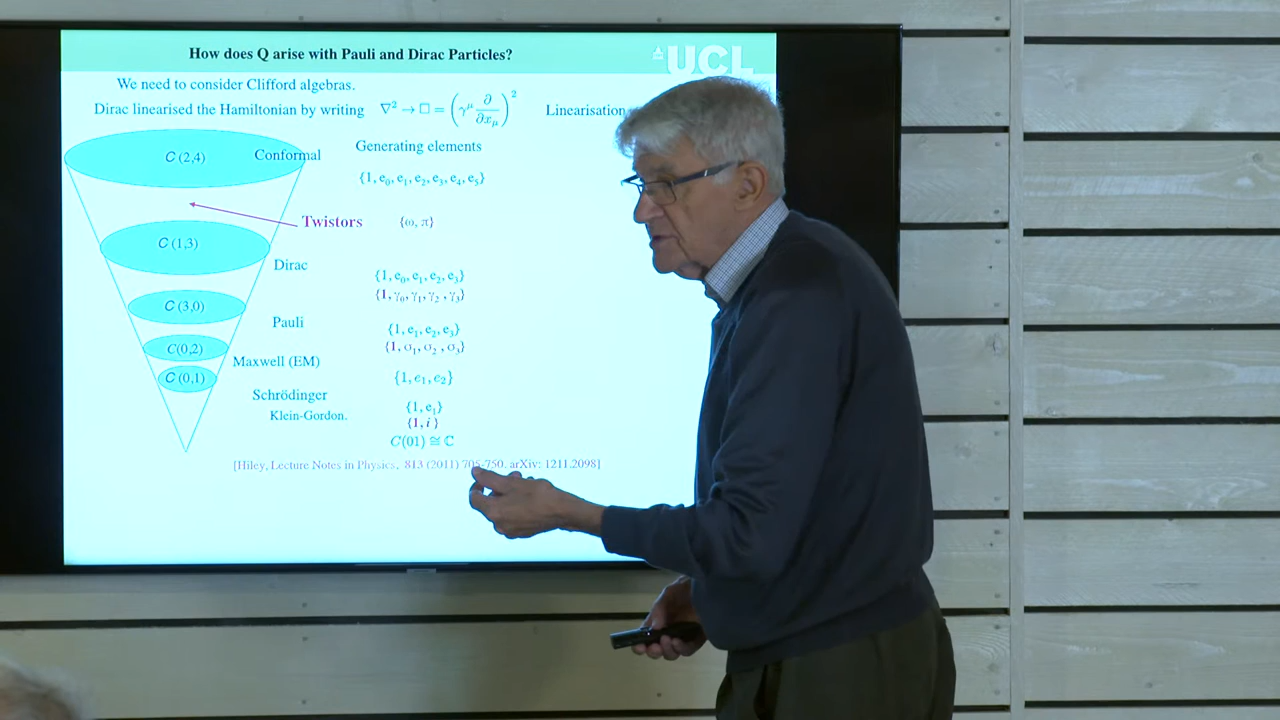 How does Q arise with Pauli and Dirac Particles?
UCL
We need to consider Clifford algebras.
Dirac linearised the Hamiltonian by writing ∇² → □ = (γ^μ ∂/∂x_μ)² Linearisation
C (2,4) Conformal
Generating elements
{1, e₀, e₁, e₂, e₃, e₄, e₅}
Twistors {ω, π}
C (1,3)
Dirac
{1, e₀, e₁, e₂, e₃}
{1, γ₀, γ₁, γ₂, γ₃}
C (3,0)
Pauli
{1, e₁, e₂, e₃}
{1, σ₁, σ₂, σ₃}
C(0,2)
Maxwell (EM)
{1, e₁, e₂}
C (0,1)
Schrödinger
{1, e₁}
Klein-Gordon.
{1, i}
C(01) ≅ ℂ
[Hiley, Lecture Notes in Physics, 813 (2011) 705-750, arXiv: 1211.2098]